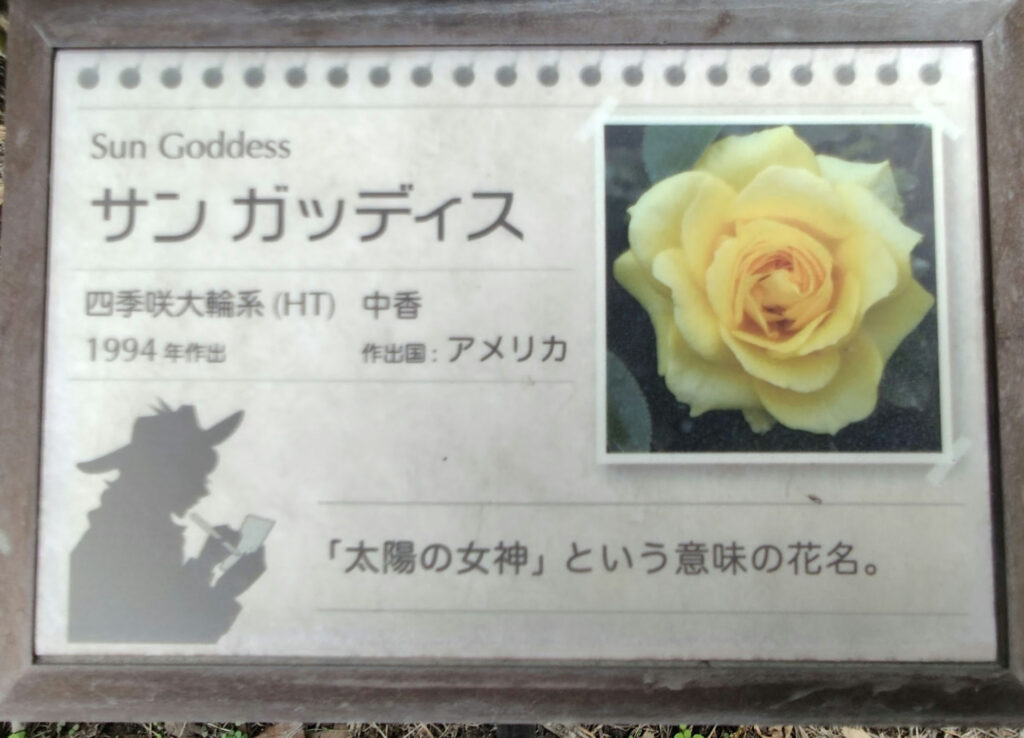 Sun Goddess
サン ガッディス
四季咲大輪系 (HT) 中香
1994 年作出 作出国 : アメリカ
「太陽の女神」という意味の花名。